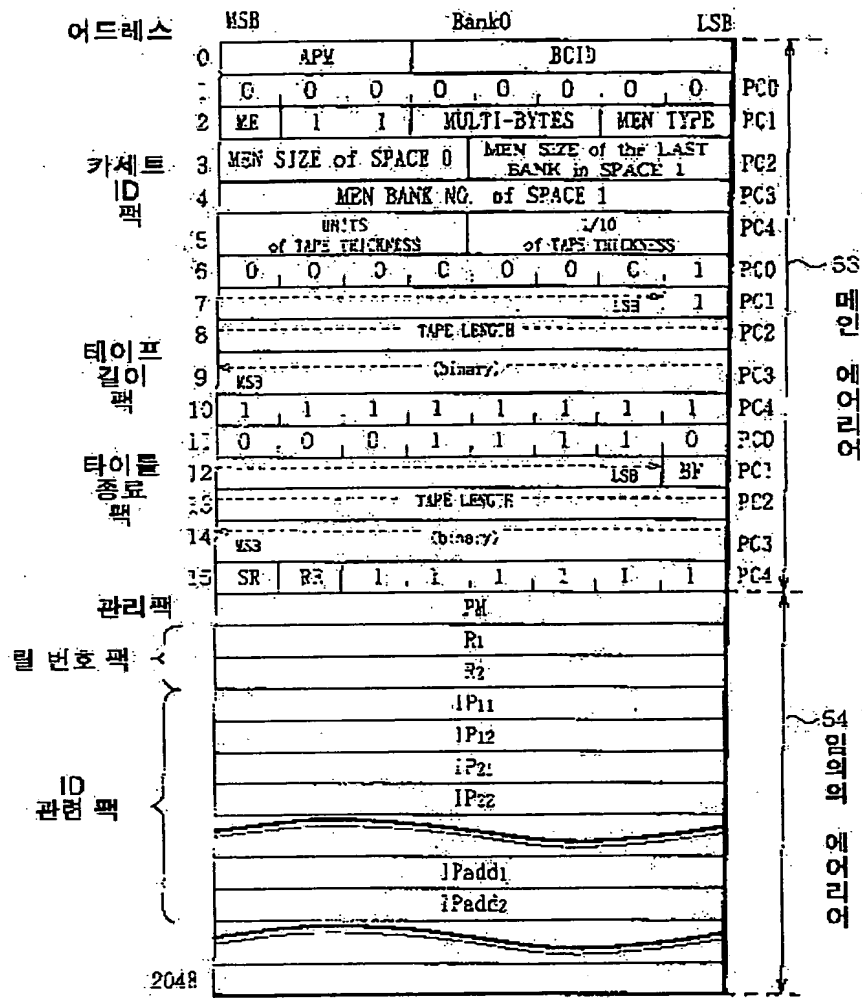 어드레스 MSB Bank0 LSB
0 APM BCID
1 0 0 0 0 0 0 0 0 PC0
2 ME 1 1 MULTI-BYTES MEN TYPE PC1
카세트 ID 팩
3 MEN SIZE of SPACE 0 MEN SIZE of the LAST BANK in SPACE 1 PC2
4 MEN BANK NO. of SPACE 1 PC3
5 UNITS of TAPE THICKNESS 1/10 of TAPE THICKNESS PC4
6 0 0 0 0 0 0 0 1 PC0
53 메인 에어리어
7 LSB 1 PC1
8 TAPE LENGTH PC2
테이프 길이 팩
9 MSB (binary) PC3
10 1 1 1 1 1 1 1 1 PC4
11 0 0 0 1 1 1 1 0 PC0
타이틀 종료 팩
12 LSB BF PC1
13 TAPE LENGTH PC2
14 MSB (binary) PC3
15 SR RE 1 1 1 1 1 1 PC4
관리팩 PM
릴 번호 팩
R1
R2
IP11
54 임의의 에어리어
IP12
IP21
ID 관련 팩
IP22
IPadd1
IPadd2
2048